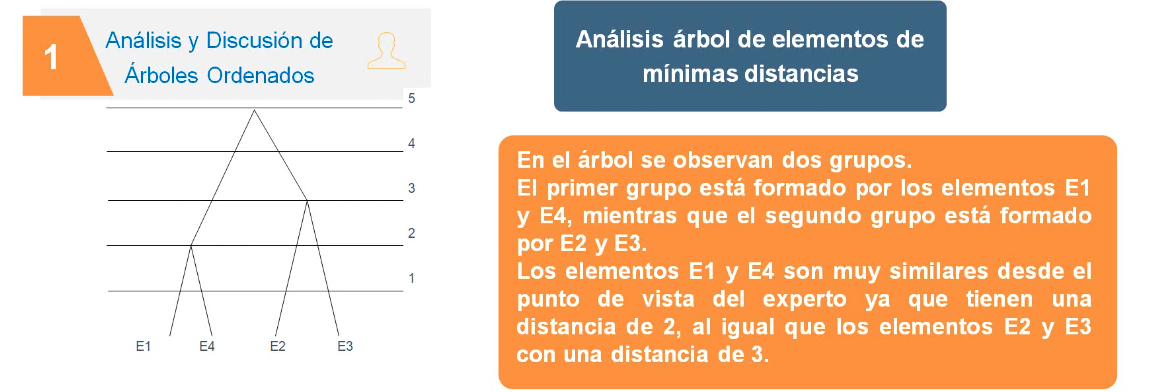 1
Análisis y Discusión de
Árboles Ordenados
5
4
3
2
1
E1 E4 E2 E3
Análisis árbol de elementos de
mínimas distancias
En el árbol se observan dos grupos.
El primer grupo está formado por los elementos E1
y E4, mientras que el segundo grupo está formado
por E2 y E3.
Los elementos E1 y E4 son muy similares desde el
punto de vista del experto ya que tienen una
distancia de 2, al igual que los elementos E2 y E3
con una distancia de 3.